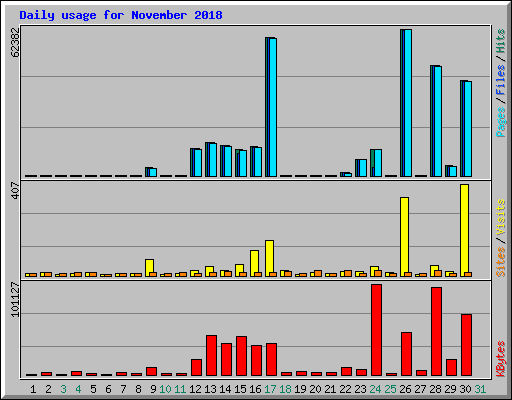 Daily usage for November 2018
62382
Pages / Files / Hits
407
Sites / Visits
101127
KBytes
1 2 3 4 5 6 7 8 9 10 11 12 13 14 15 16 17 18 19 20 21 22 23 24 25 26 27 28 29 30 31